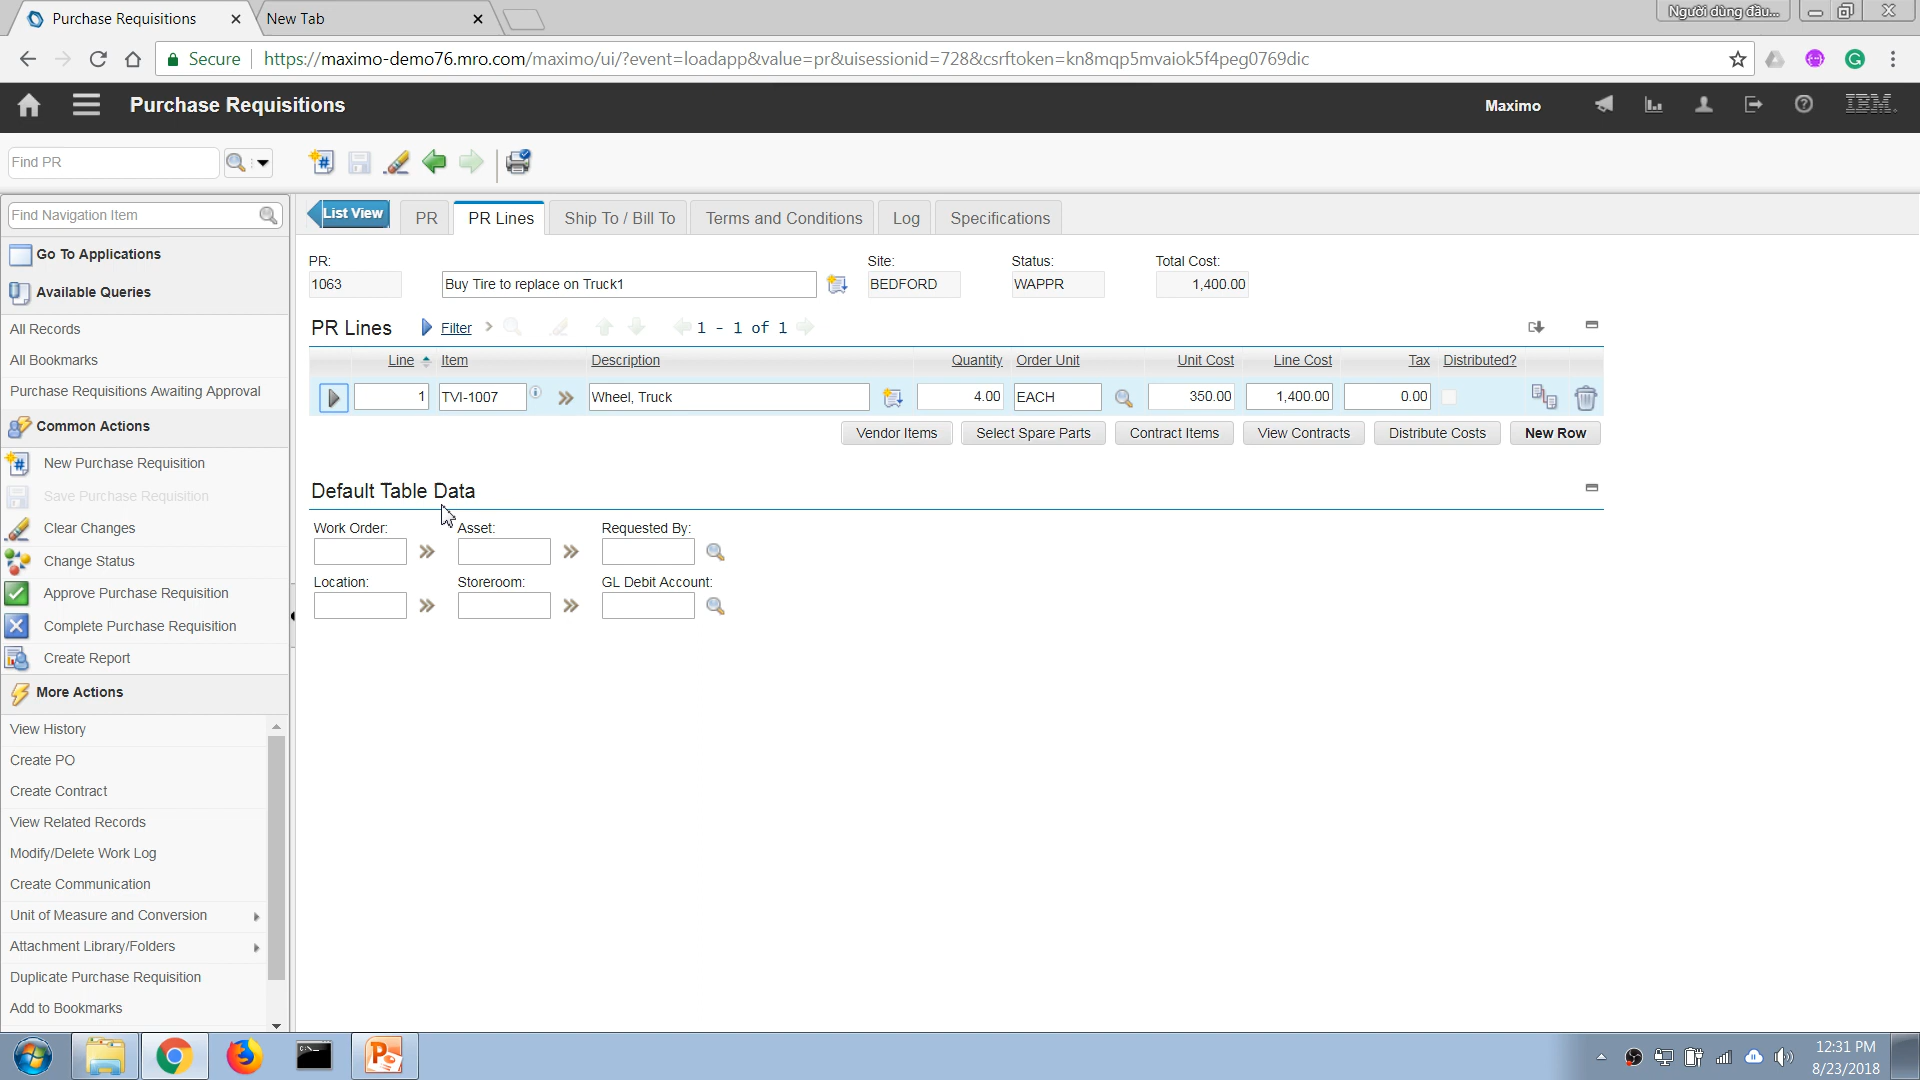 Purchase Requisitions
New Tab
Người dùng đầu...
Secure
https://maximo-demo76.mro.com/maximo/ui/?event=loadapp&value=pr&uisessionid=728&csrftoken=kn8mqp5mvaiok5f4peg0769dic
Purchase Requisitions
Maximo
IBM.
Find PR
Find Navigation Item
List View
PR
PR Lines
Ship To / Bill To
Terms and Conditions
Log
Specifications
Go To Applications
Available Queries
All Records
All Bookmarks
Purchase Requisitions Awaiting Approval
Common Actions
New Purchase Requisition
Save Purchase Requisition
Clear Changes
Change Status
Approve Purchase Requisition
Complete Purchase Requisition
Create Report
More Actions
View History
Create PO
Create Contract
View Related Records
Modify/Delete Work Log
Create Communication
Unit of Measure and Conversion
Attachment Library/Folders
Duplicate Purchase Requisition
Add to Bookmarks
PR:
Site:
Status:
Total Cost:
1063
Buy Tire to replace on Truck1
BEDFORD
WAPPR
1,400.00
PR Lines
Filter
1 - 1 of 1
Line
Item
Description
Quantity
Order Unit
Unit Cost
Line Cost
Tax
Distributed?
1
TVI-1007
Wheel, Truck
4.00
EACH
350.00
1,400.00
0.00
Vendor Items
Select Spare Parts
Contract Items
View Contracts
Distribute Costs
New Row
Default Table Data
Work Order:
Asset:
Requested By:
Location:
Storeroom:
GL Debit Account:
12:31 PM
8/23/2018